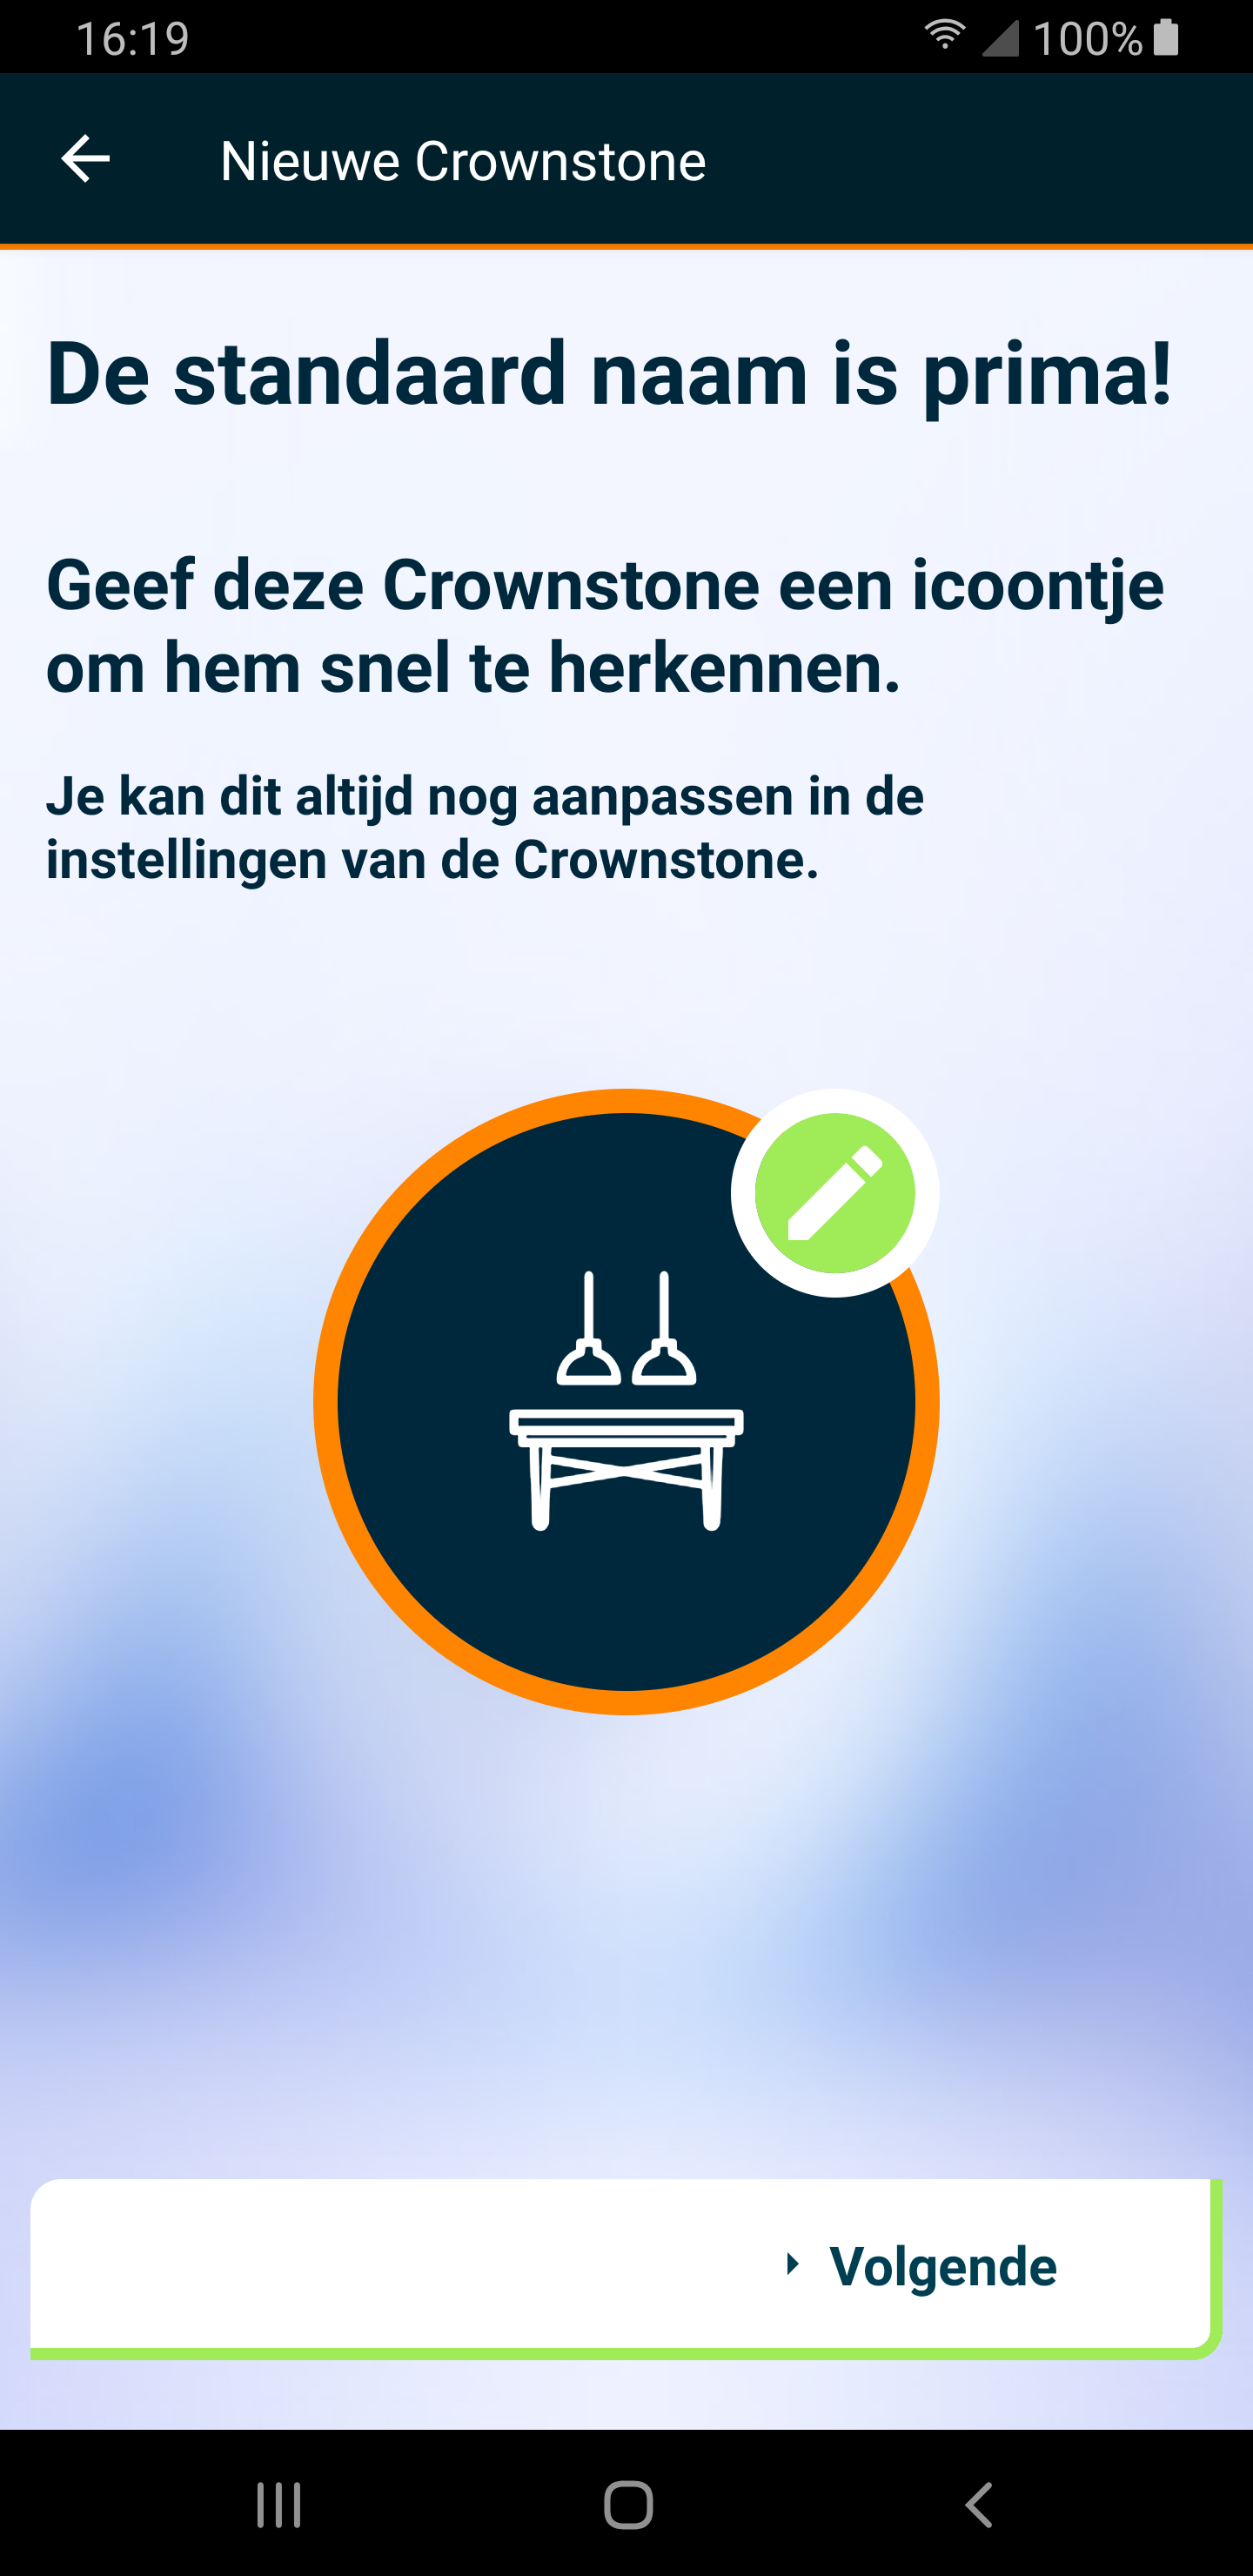 16:19
100%
Nieuwe Crownstone
De standaard naam is prima!
Geef deze Crownstone een icoontje
om hem snel te herkennen.
Je kan dit altijd nog aanpassen in de
instellingen van de Crownstone.
Volgende